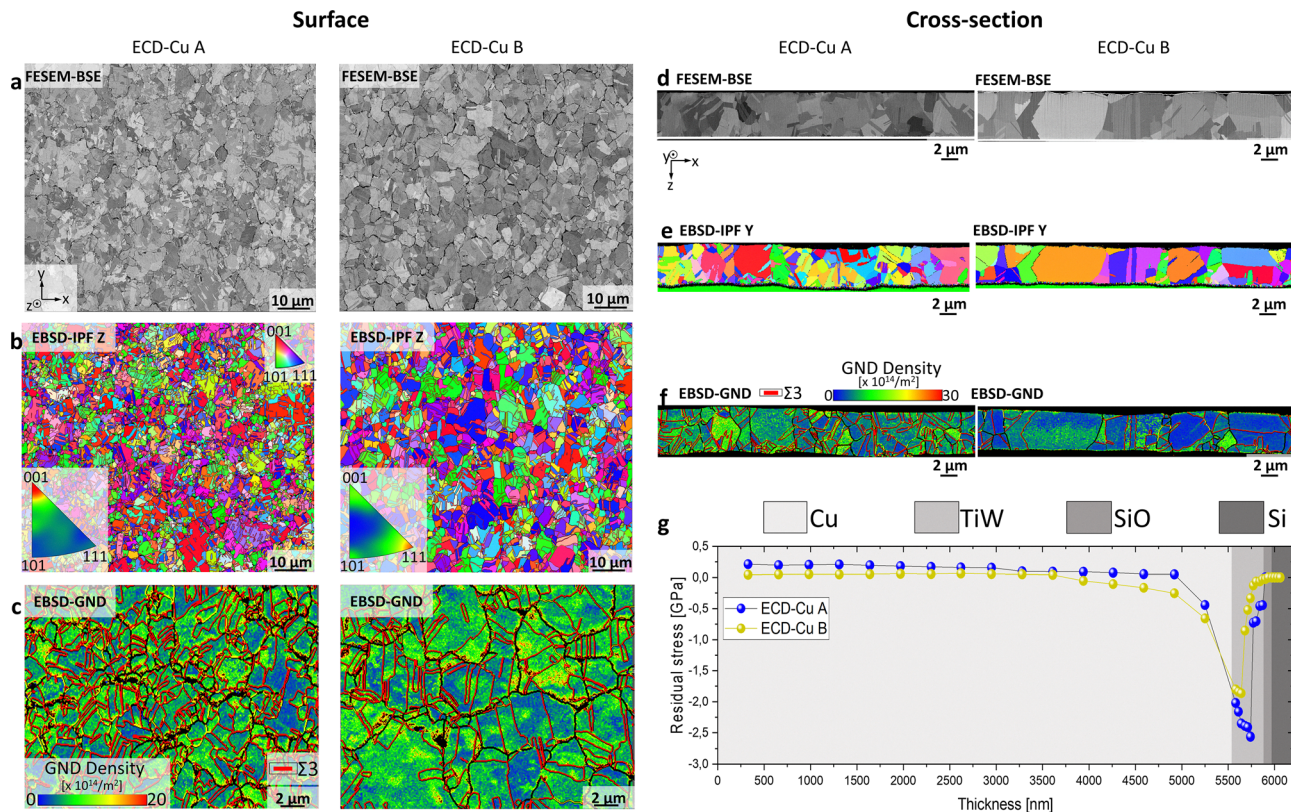 Surface
Cross-section
ECD-Cu A
ECD-Cu B
ECD-Cu A
ECD-Cu B
a
FESEM-BSE
FESEM-BSE
y
z
x
10 µm
10 µm
b
EBSD-IPF Z
EBSD-IPF Z
001
101
111
001
101
111
10 µm
001
101
111
10 µm
c
EBSD-GND
EBSD-GND
GND Density
[x 10¹⁴/m²]
0
20
Σ3
2 µm
2 µm
d
FESEM-BSE
FESEM-BSE
y
x
z
2 µm
2 µm
e
EBSD-IPF Y
EBSD-IPF Y
2 µm
2 µm
GND Density
[x 10¹⁴/m²]
f
EBSD-GND
Σ3
0
30
EBSD-GND
2 µm
2 µm
g
Cu
TiW
SiO
Si
Residual stress [GPa]
0,5
0,0
-0,5
-1,0
-1,5
-2,0
-2,5
-3,0
ECD-Cu A
ECD-Cu B
0 500 1000 1500 2000 2500 3000 3500 4000 4500 5000 5500 6000
Thickness [nm]